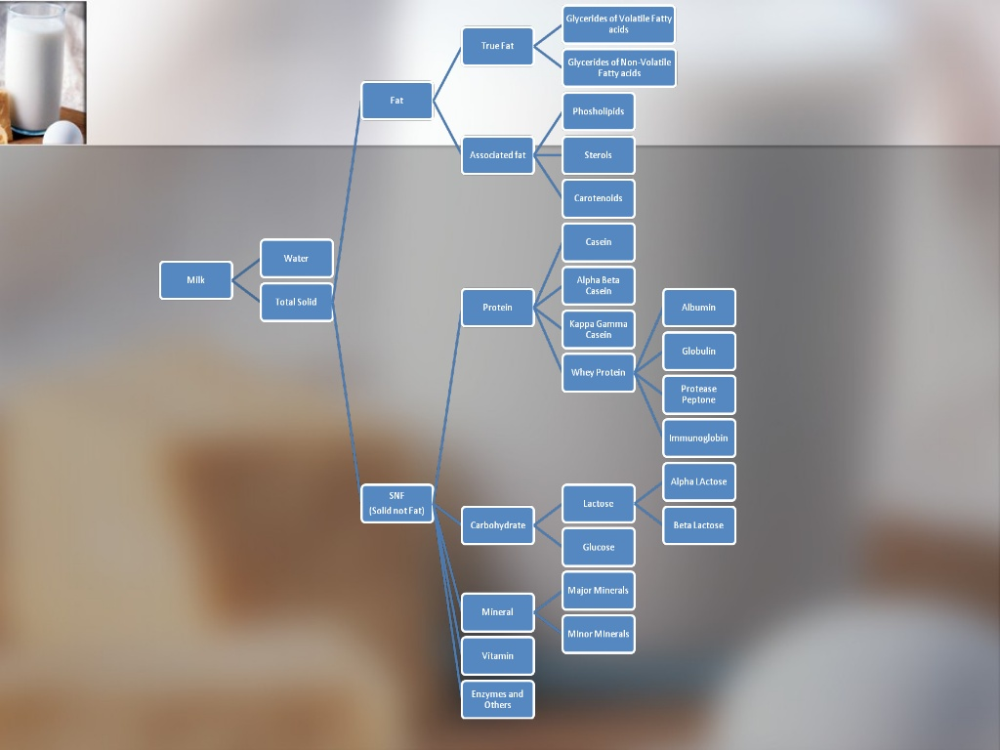 Milk
Water
Total Solid
Fat
True Fat
Glycerides of Volatile Fatty
acids
Glycerides of Non-Volatile
Fatty acids
Associated fat
Phosholipids
Sterols
Carotenoids
SNF
(Solid not Fat)
Protein
Casein
Alpha Beta
Casein
Kappa Gamma
Casein
Whey Protein
Albumin
Globulin
Protease
Peptone
Immunoglobin
Carbohydrate
Lactose
Alpha LActose
Beta Lactose
Glucose
Mineral
Major Minerals
Minor Minerals
Vitamin
Enzymes and
Others